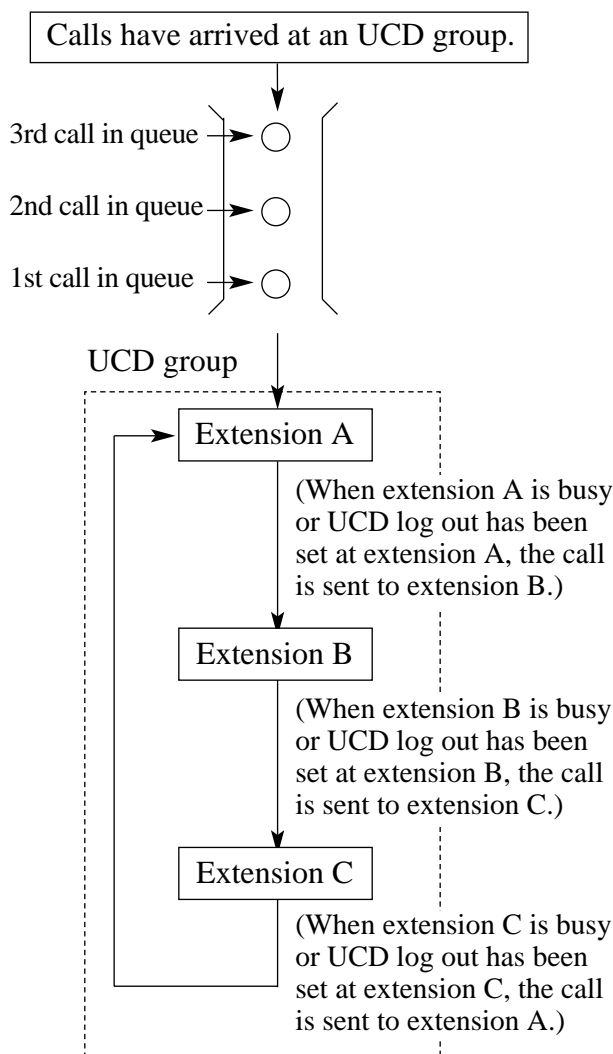 Calls have arrived at an UCD group.
3rd call in queue
2nd call in queue
1st call in queue
UCD group
Extension A
(When extension A is busy
or UCD log out has been
set at extension A, the call
is sent to extension B.)
Extension B
(When extension B is busy
or UCD log out has been
set at extension B, the call
is sent to extension C.)
Extension C
(When extension C is busy
or UCD log out has been
set at extension C, the call
is sent to extension A.)